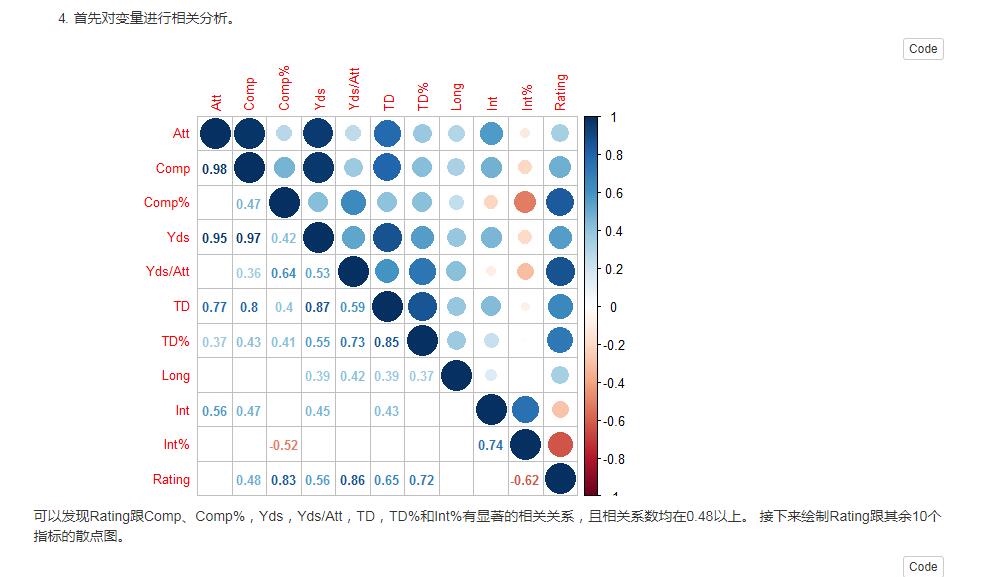 4. 首先对变量进行相关分析。
Code
Att Comp Comp% Yds Yds/Att TD TD% Long Int Int% Rating
Att
Comp 0.98
Comp% 0.47
Yds 0.95 0.97 0.42
Yds/Att 0.36 0.64 0.53
TD 0.77 0.8 0.4 0.87 0.59
TD% 0.37 0.43 0.41 0.55 0.73 0.85
Long 0.39 0.42 0.39 0.37
Int 0.56 0.47 0.45 0.43
Int% -0.52 0.74
Rating 0.48 0.83 0.56 0.86 0.65 0.72 -0.62
1
0.8
0.6
0.4
0.2
0
-0.2
-0.4
-0.6
-0.8
-1
可以发现Rating跟Comp、Comp%，Yds，Yds/Att，TD，TD%和Int%有显著的相关关系，且相关系数均在0.48以上。 接下来绘制Rating跟其余10个
指标的散点图。
Code